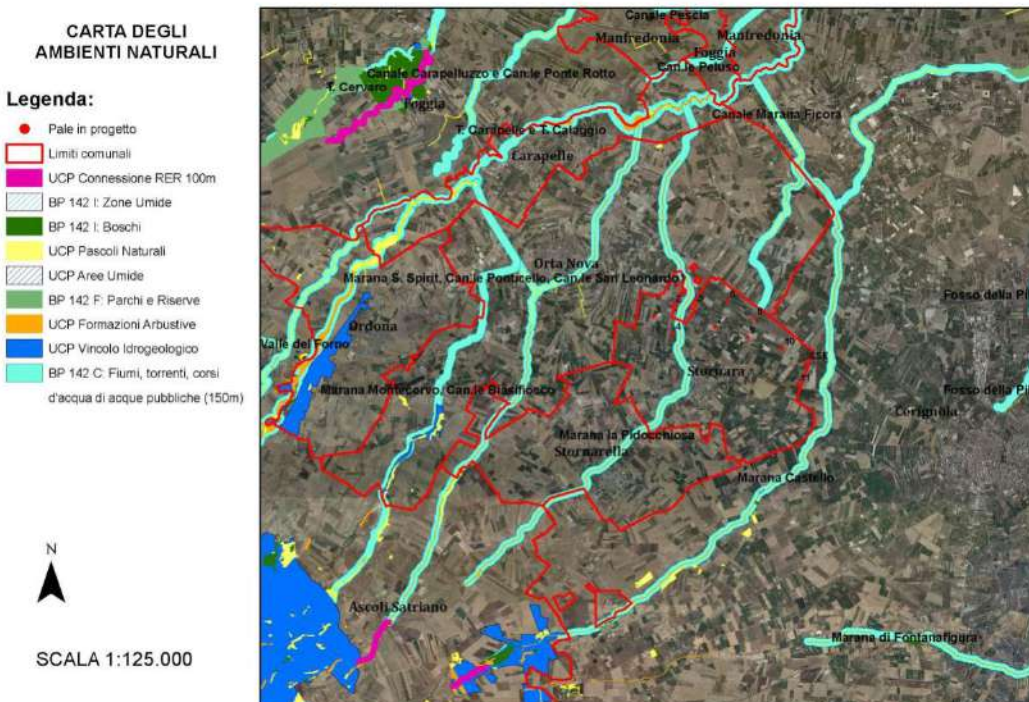 CARTA DEGLI
AMBIENTI NATURALI
Legenda:
Pale in progetto
Limiti comunali
UCP Connessione RER 100m
BP 142 I: Zone Umide
BP 142 I: Boschi
UCP Pascoli Naturali
UCP Aree Umide
BP 142 F: Parchi e Riserve
UCP Formazioni Arbustive
UCP Vincolo Idrogeologico
BP 142 C: Fiumi, torrenti, corsi
d'acqua di acque pubbliche (150m)
N
SCALA 1:125.000
Canale Pescia
Manfredonia
Manfredonia
Foggia
Can.le Peluso
Canale Carapelluzzo e Can.le Ponte Rotto
T. Cervaro
Foggia
Canale Marana Ficora
T. Carapelle e T. Calaggio
Carapelle
Orta Nova
Marana S. Spirit, Can.le Ponticello, Can.le San Leonardo
Fosso della Pi
Ordona
Valle del Forno
10
Stornara
11
Marana Montecorvo, Can.le Biasifiocco
Fosso della Pi
Cerignola
Marana la Pidocchiosa
Stornarella
Marana Castello
Ascoli Satriano
Marana di Fontanafigura